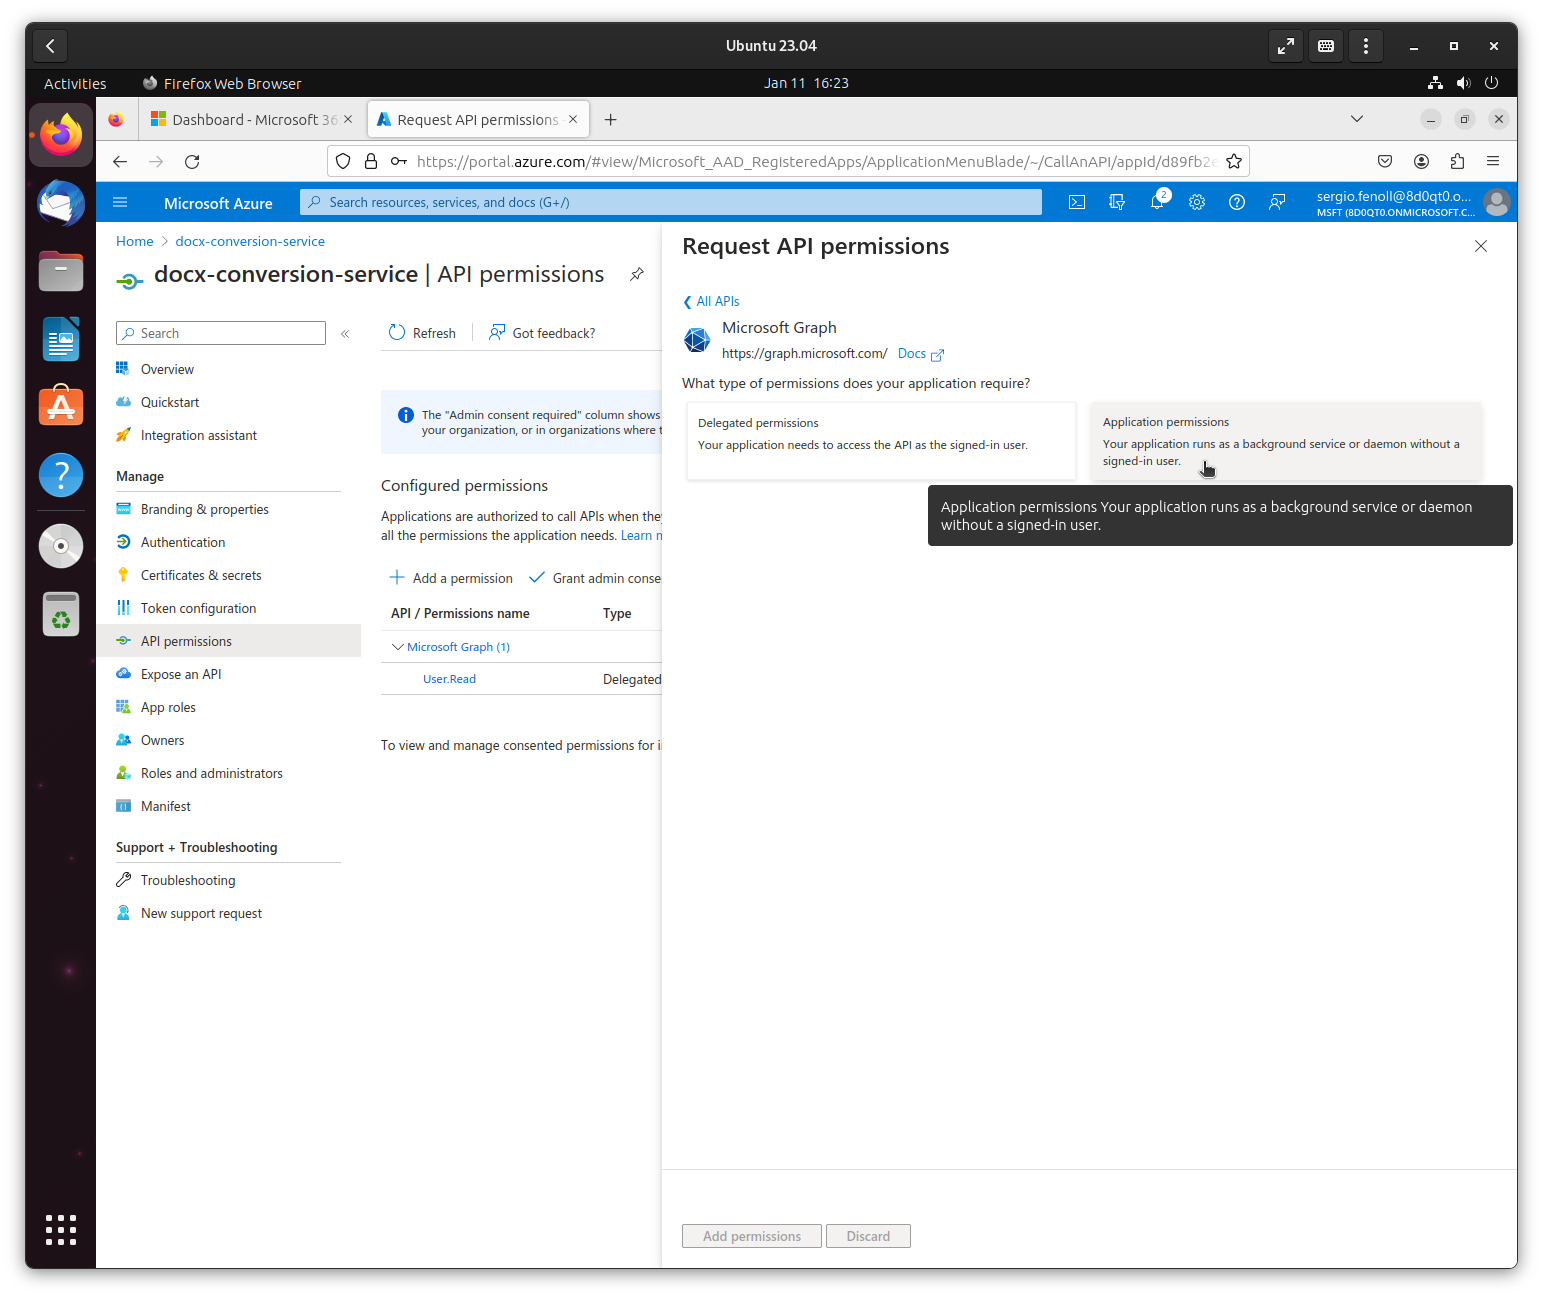 Ubuntu 23.04
Activities
Firefox Web Browser
Jan 11 16:23
Dashboard - Microsoft 36
Request API permissions
https://portal.azure.com/#view/Microsoft_AAD_RegisteredApps/ApplicationMenuBlade/~/CallAnAPI/appId/d89fb2e
Microsoft Azure
Search resources, services, and docs (G+/)
2
sergio.fenoll@8d0qt0.o...
MSFT (8D0QT0.ONMICROSOFT.C...
Home > docx-conversion-service
docx-conversion-service | API permissions
Search
«
Refresh
Got feedback?
Overview
Quickstart
Integration assistant
Manage
Branding & properties
Authentication
Certificates & secrets
Token configuration
API permissions
Expose an API
App roles
Owners
Roles and administrators
Manifest
Support + Troubleshooting
Troubleshooting
New support request
The "Admin consent required" column shows
your organization, or in organizations where
Configured permissions
Applications are authorized to call APIs when they
all the permissions the application needs. Learn
Add a permission
Grant admin conse
API / Permissions name
Type
Microsoft Graph (1)
User.Read
Delegated
To view and manage consented permissions for
Request API permissions
All APIs
Microsoft Graph
https://graph.microsoft.com/ Docs
What type of permissions does your application require?
Delegated permissions
Your application needs to access the API as the signed-in user.
Application permissions
Your application runs as a background service or daemon without a
signed-in user.
Application permissions Your application runs as a background service or daemon
without a signed-in user.
Add permissions
Discard